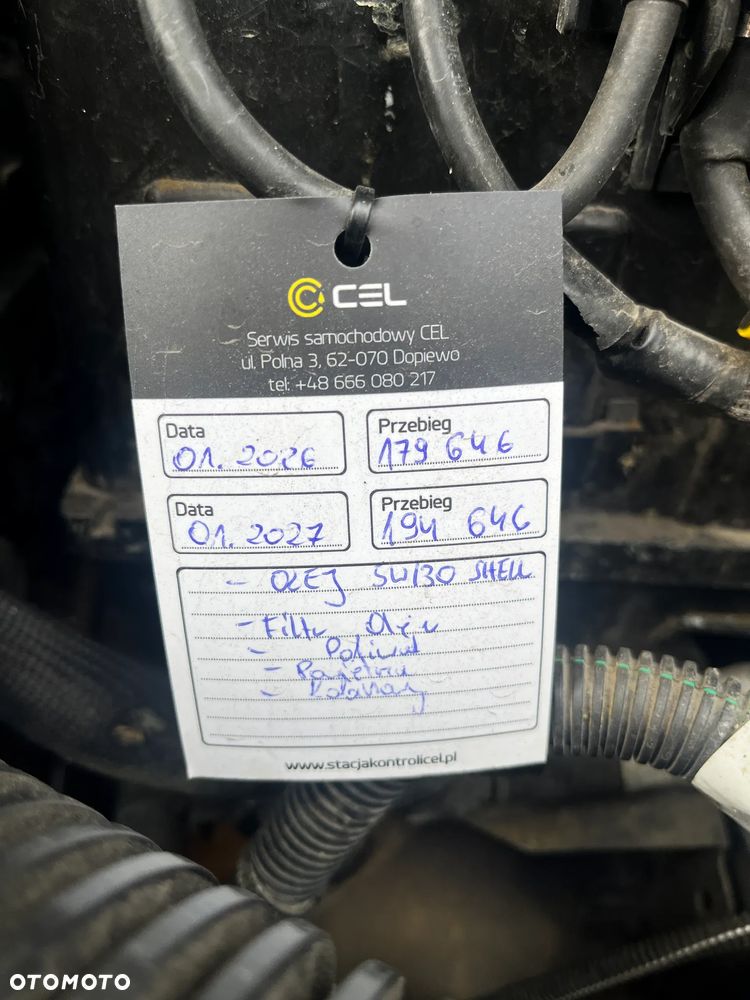 CEL
Serwis samochodowy CEL
ul. Polna 3, 62-070 Dopiewo
tel: +48 666 080 217
Data
01. 2026
Przebieg
179 646
Data
01. 2027
Przebieg
194 646
- OLEJ 5W/30 SHELL
- Filtr Oleju
- Paliwa
- Powietrza
-
www.stacjakontrolicel.pl
OTOMOTO